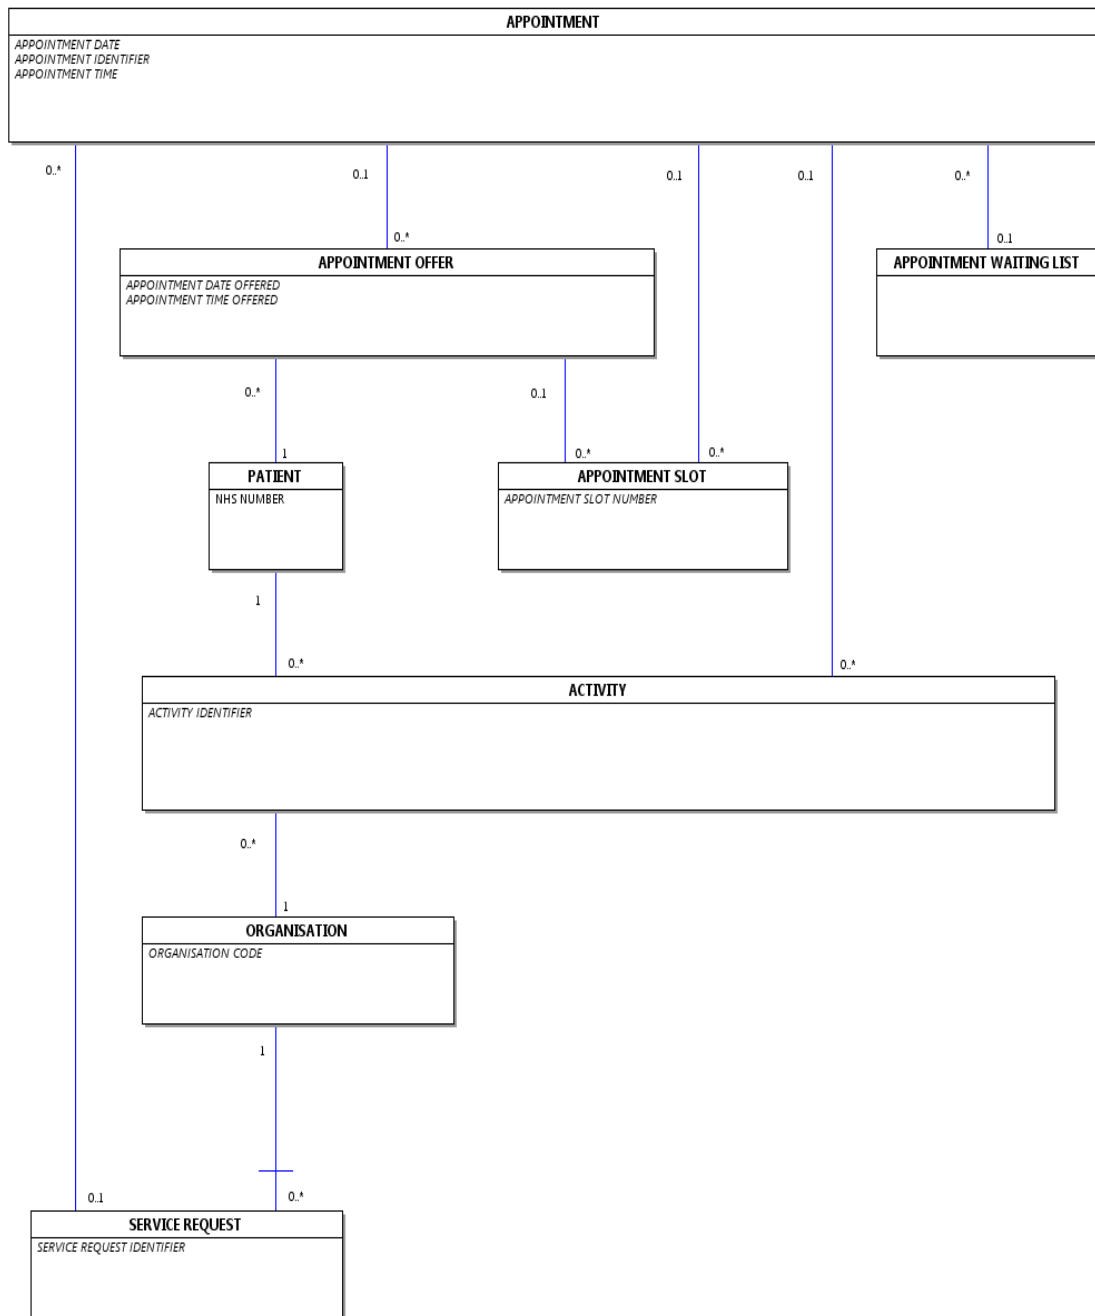 APPOINTMENT
APPOINTMENT DATE
APPOINTMENT IDENTIFIER
APPOINTMENT TIME
0..*
0..1
0..1
0..1
0..*
0..*
0..1
APPOINTMENT OFFER
APPOINTMENT DATE OFFERED
APPOINTMENT TIME OFFERED
APPOINTMENT WAITING LIST
0..*
0..1
1
0..*
0..*
PATIENT
NHS NUMBER
APPOINTMENT SLOT
APPOINTMENT SLOT NUMBER
1
0..*
0..*
ACTIVITY
ACTIVITY IDENTIFIER
0..*
1
ORGANISATION
ORGANISATION CODE
1
0..1
0..*
SERVICE REQUEST
SERVICE REQUEST IDENTIFIER